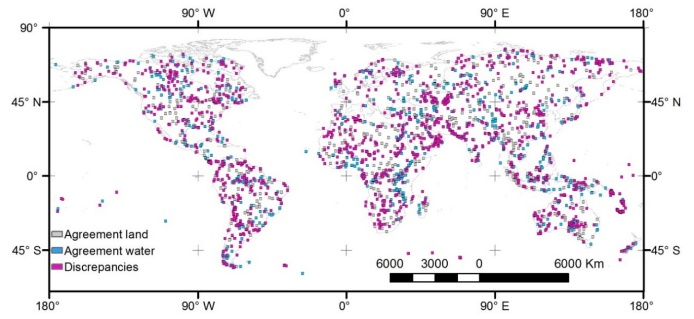 180° 90° W 0° 90° E 180°
90° 90°
45° N 45° N
0° 0°
Agreement land
Agreement water
Discrepancies
45° S 45° S
6000 3000 0 6000 Km
180° 90° 0° 90° 180°